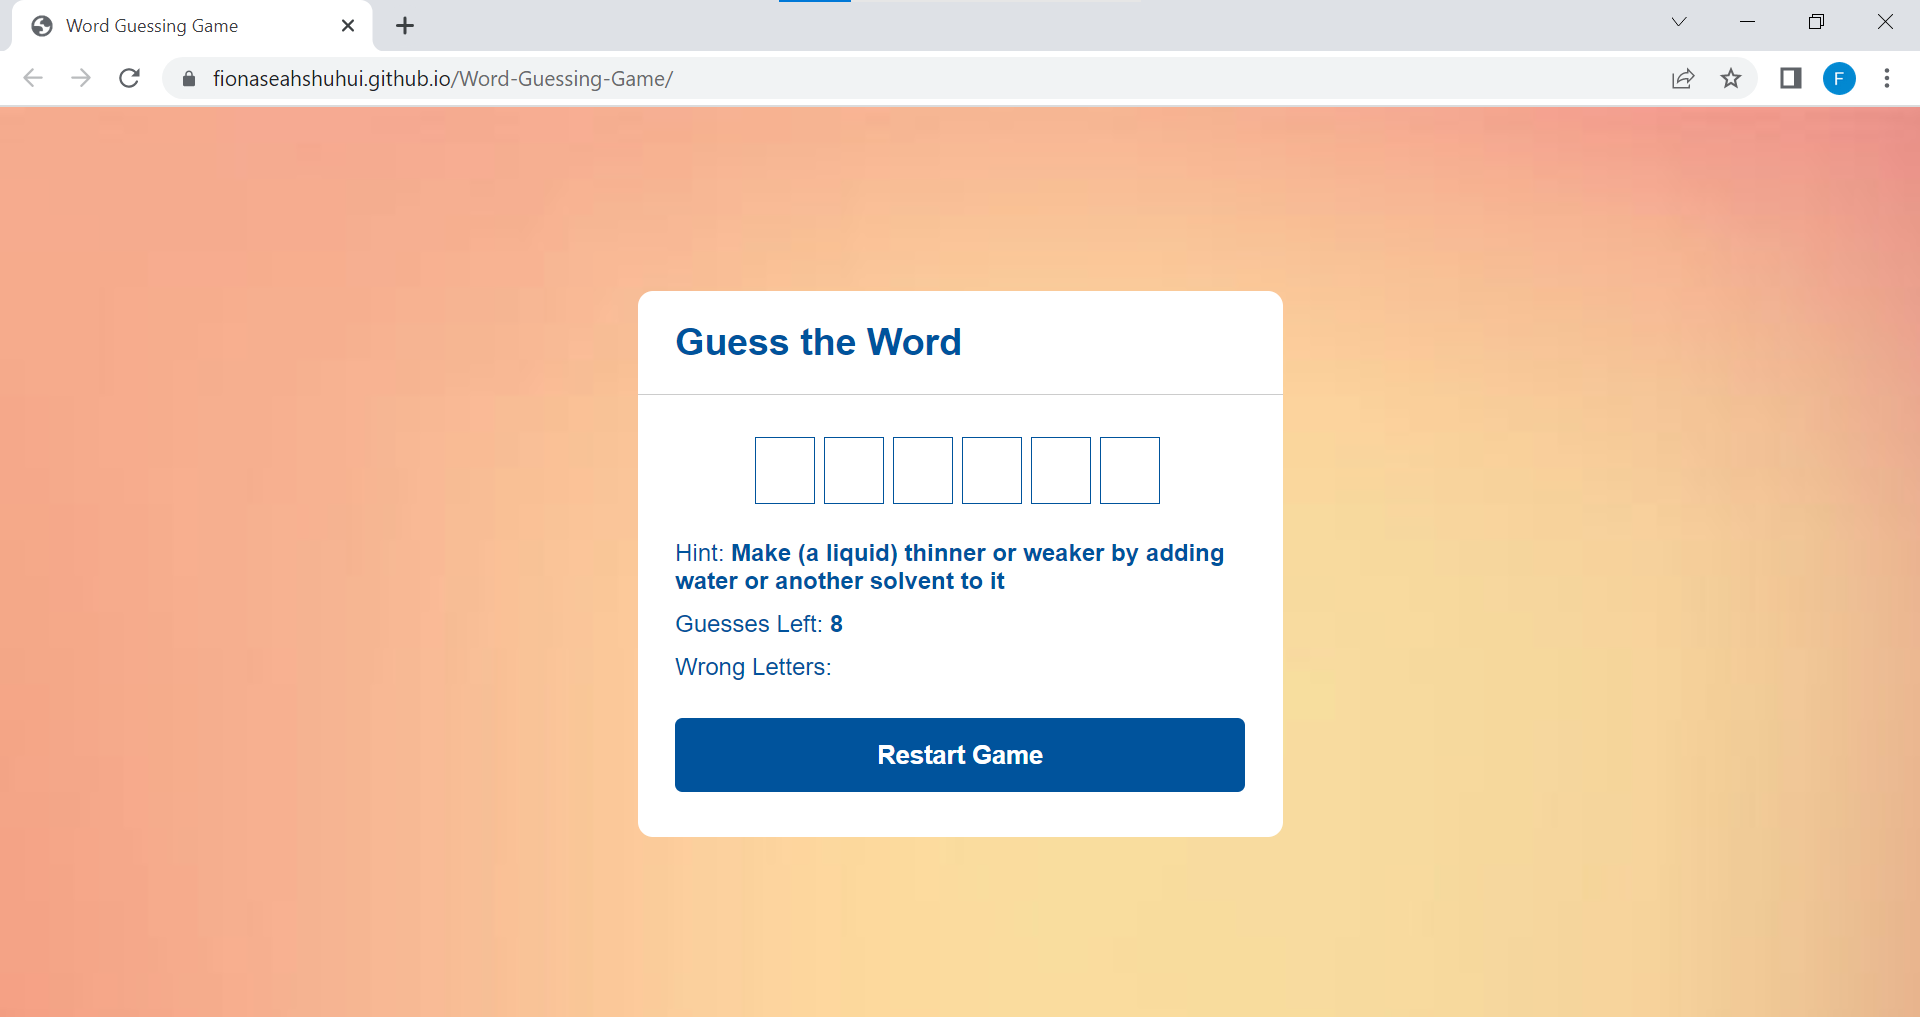 Word Guessing Game
fionaseahshuhui.github.io/Word-Guessing-Game/
F
Guess the Word
Hint: Make (a liquid) thinner or weaker by adding
water or another solvent to it
Guesses Left: 8
Wrong Letters:
Restart Game